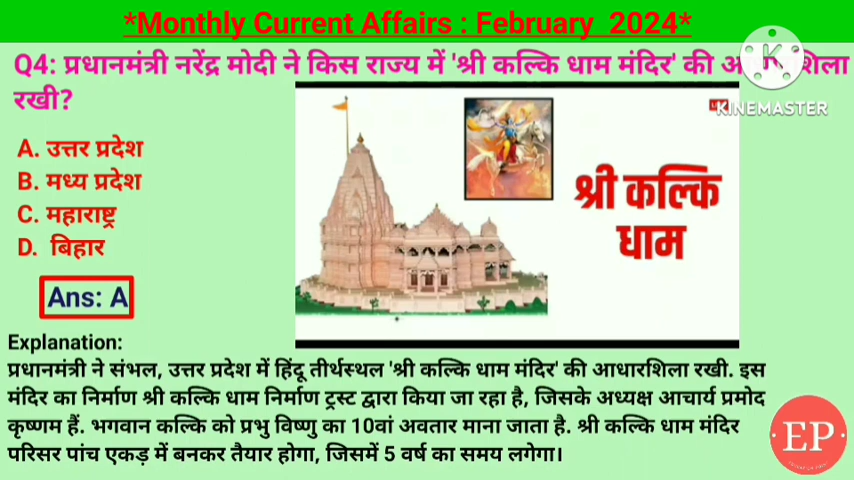 *Monthly Current Affairs : February 2024*
Q4: प्रधानमंत्री नरेंद्र मोदी ने किस राज्य में 'श्री कल्कि धाम मंदिर' की
रखी?
KINEMASTER
A. उत्तर प्रदेश
B. मध्य प्रदेश
C. महाराष्ट्र
D. बिहार
श्री कल्कि
धाम
Ans: A
Explanation:
प्रधानमंत्री ने संभल, उत्तर प्रदेश में हिंदू तीर्थस्थल 'श्री कल्कि धाम मंदिर' की आधारशिला रखी. इस
मंदिर का निर्माण श्री कल्कि धाम निर्माण ट्रस्ट द्वारा किया जा रहा है, जिसके अध्यक्ष आचार्य प्रमोद
कृष्णम हैं. भगवान कल्कि को प्रभु विष्णु का 10वां अवतार माना जाता है. श्री कल्कि धाम मंदिर
परिसर पांच एकड़ में बनकर तैयार होगा, जिसमें 5 वर्ष का समय लगेगा।
EP